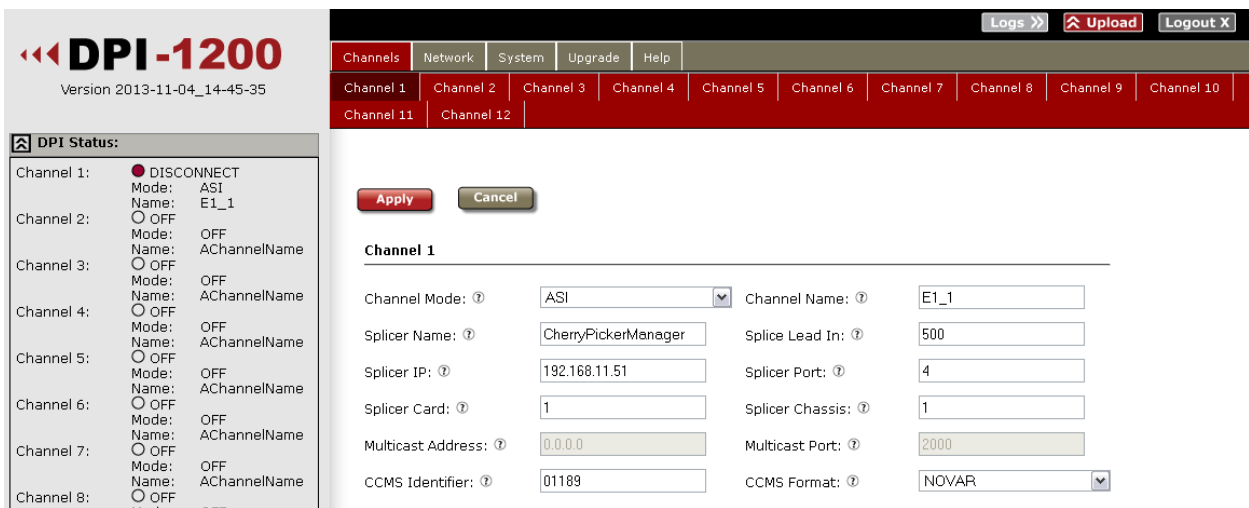 Logs
Upload
Logout X
DPI-1200
Version 2013-11-04_14-45-35
Channels
Network
System
Upgrade
Help
Channel 1
Channel 2
Channel 3
Channel 4
Channel 5
Channel 6
Channel 7
Channel 8
Channel 9
Channel 10
Channel 11
Channel 12
DPI Status:
Channel 1: DISCONNECT
Mode: ASI
Name: E1_1
Channel 2: OFF
Mode: OFF
Name: AChannelName
Channel 3: OFF
Mode: OFF
Name: AChannelName
Channel 4: OFF
Mode: OFF
Name: AChannelName
Channel 5: OFF
Mode: OFF
Name: AChannelName
Channel 6: OFF
Mode: OFF
Name: AChannelName
Channel 7: OFF
Mode: OFF
Name: AChannelName
Channel 8: OFF
Apply
Cancel
Channel 1
Channel Mode: ASI
Channel Name: E1_1
Splicer Name: CherryPickerManager
Splice Lead In: 500
Splicer IP: 192.168.11.51
Splicer Port: 4
Splicer Card: 1
Splicer Chassis: 1
Multicast Address: 0.0.0.0
Multicast Port: 2000
CCMS Identifier: 01189
CCMS Format: NOVAR